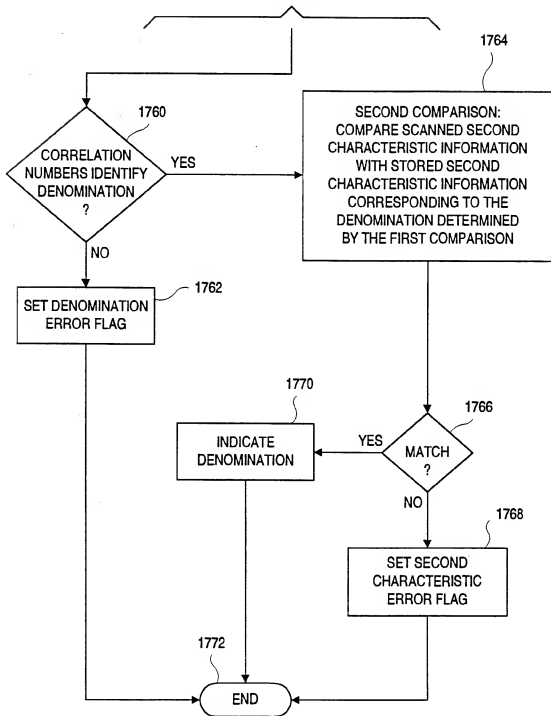 1764
1760
SECOND COMPARISON:
COMPARE SCANNED SECOND
CHARACTERISTIC INFORMATION
WITH STORED SECOND
CHARACTERISTIC INFORMATION
CORRESPONDING TO THE
DENOMINATION DETERMINED
BY THE FIRST COMPARISON
CORRELATION
NUMBERS IDENTIFY
DENOMINATION
?
YES
NO
1762
SET DENOMINATION
ERROR FLAG
1770
INDICATE
DENOMINATION
YES
1766
MATCH
?
NO
1768
SET SECOND
CHARACTERISTIC
ERROR FLAG
1772
END